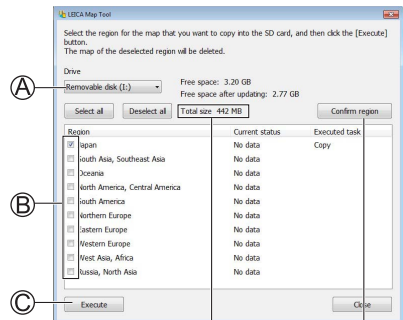 LEICA Map Tool
Select the region for the map that you want to copy into the SD card, and then click the [Execute]
button.
The map of the deselected region will be deleted.
Drive
A
Removable disk (I:)
Free space: 3.20 GB
Free space after updating: 2.77 GB
Select all Deselect all Total size 442 MB Confirm region
Region Current status Executed task
Japan No data Copy
South Asia, Southeast Asia No data
Oceania No data
North America, Central America No data
B
South America No data
Northern Europe No data
Eastern Europe No data
Western Europe No data
West Asia, Africa No data
Russia, North Asia No data
C
Execute Close